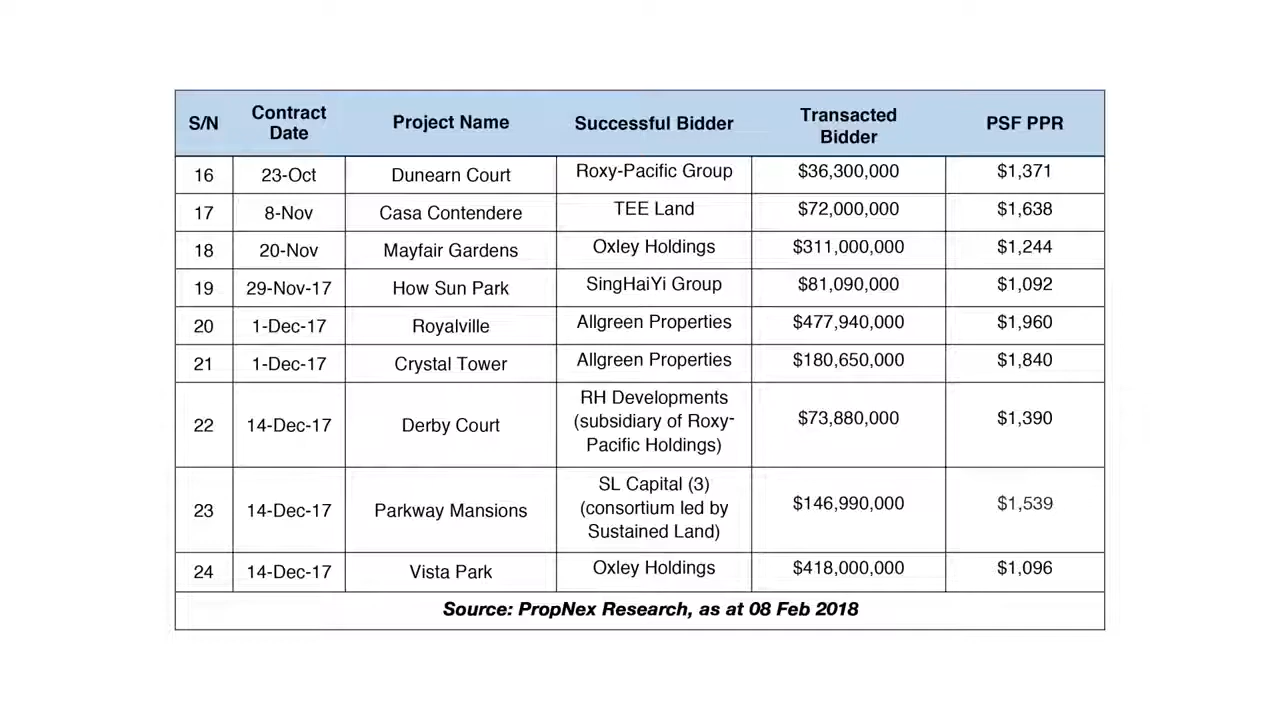 S/N Contract Date Project Name Successful Bidder Transacted Bidder PSF PPR
16 23-Oct Dunearn Court Roxy-Pacific Group $36,300,000 $1,371
17 8-Nov Casa Contendere TEE Land $72,000,000 $1,638
18 20-Nov Mayfair Gardens Oxley Holdings $311,000,000 $1,244
19 29-Nov-17 How Sun Park SingHaiYi Group $81,090,000 $1,092
20 1-Dec-17 Royalville Allgreen Properties $477,940,000 $1,960
21 1-Dec-17 Crystal Tower Allgreen Properties $180,650,000 $1,840
22 14-Dec-17 Derby Court RH Developments (subsidiary of Roxy-Pacific Holdings) $73,880,000 $1,390
23 14-Dec-17 Parkway Mansions SL Capital (3) (consortium led by Sustained Land) $146,990,000 $1,539
24 14-Dec-17 Vista Park Oxley Holdings $418,000,000 $1,096
Source: PropNex Research, as at 08 Feb 2018